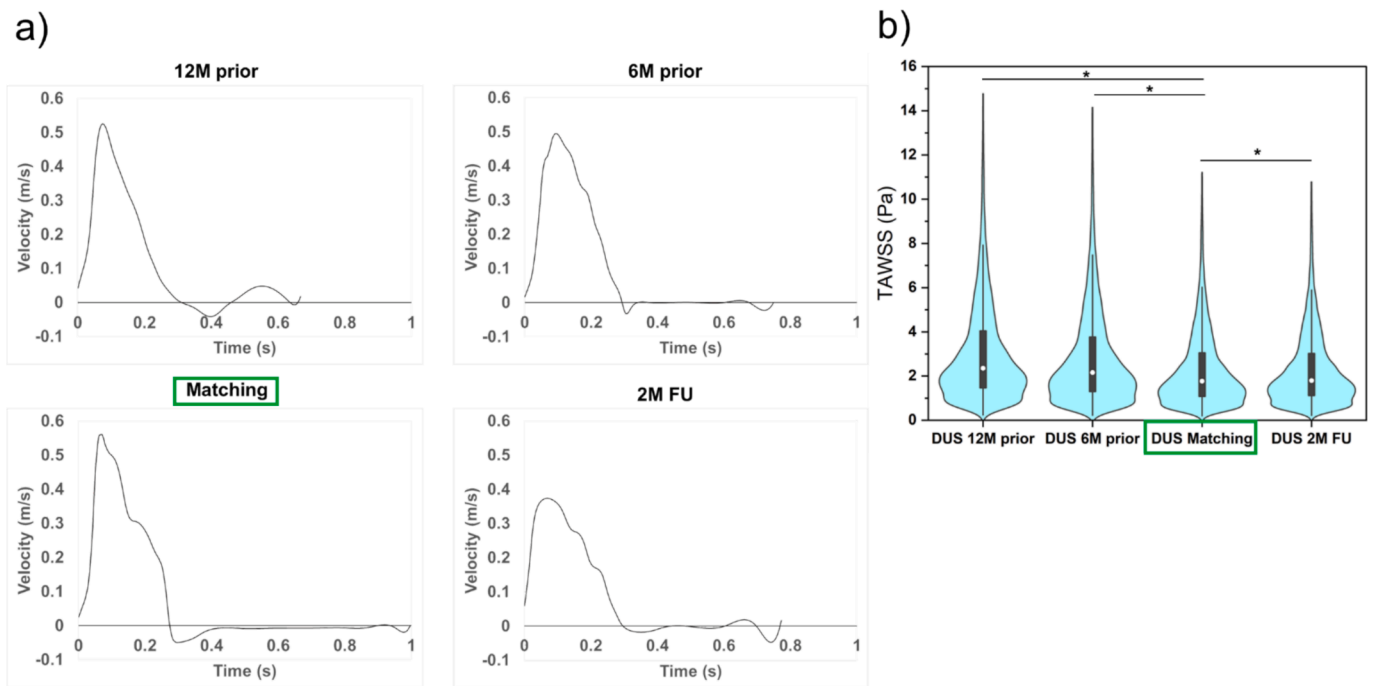 a)
12M prior
0.6
0.5
0.4
0.3
0.2
0.1
0
-0.1
Velocity (m/s)
0 0.2 0.4 0.6 0.8 1
Time (s)
6M prior
0.6
0.5
0.4
0.3
0.2
0.1
0
-0.1
Velocity (m/s)
0 0.2 0.4 0.6 0.8 1
Time (s)
Matching
0.6
0.5
0.4
0.3
0.2
0.1
0
-0.1
Velocity (m/s)
0 0.2 0.4 0.6 0.8 1
Time (s)
2M FU
0.6
0.5
0.4
0.3
0.2
0.1
0
-0.1
Velocity (m/s)
0 0.2 0.4 0.6 0.8 1
Time (s)
b)
16
14
12
10
8
6
4
2
0
TAWSS (Pa)
*
*
*
DUS 12M prior DUS 6M prior DUS Matching DUS 2M FU